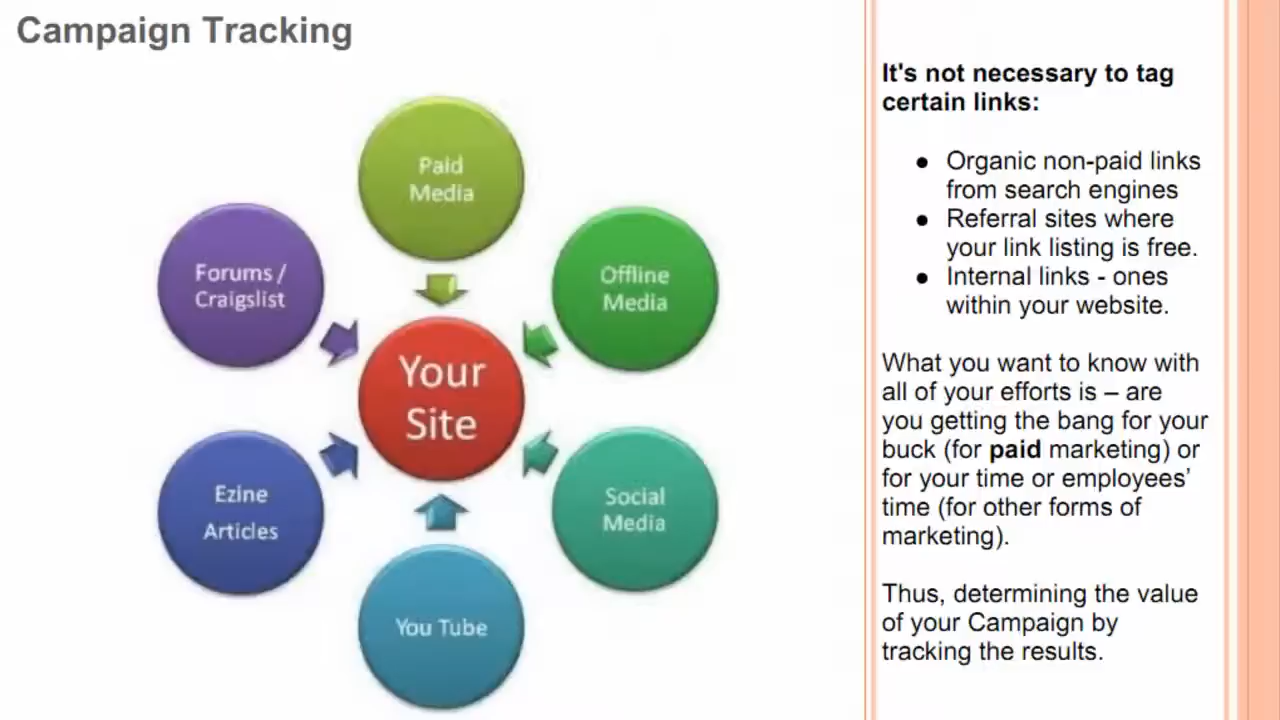 Campaign Tracking
Paid
Media
Forums /
Craigslist
Offline
Media
Your
Site
Ezine
Articles
Social
Media
You Tube
It's not necessary to tag
certain links:
● Organic non-paid links
from search engines
● Referral sites where
your link listing is free.
● Internal links - ones
within your website.
What you want to know with
all of your efforts is – are
you getting the bang for your
buck (for paid marketing) or
for your time or employees’
time (for other forms of
marketing).
Thus, determining the value
of your Campaign by
tracking the results.